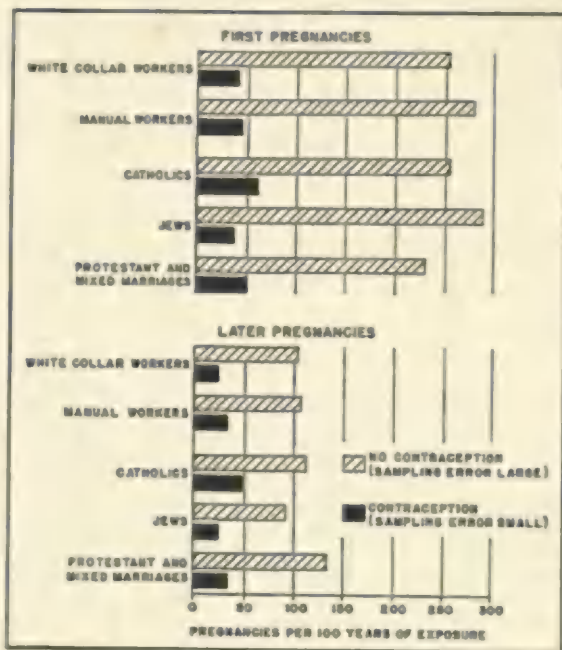 FIRST PREGNANCIES
WHITE COLLAR WORKERS
MANUAL WORKERS
CATHOLICS
JEWS
PROTESTANT AND
MIXED MARRIAGES
LATER PREGNANCIES
WHITE COLLAR WORKERS
MANUAL WORKERS
CATHOLICS
JEWS
PROTESTANT AND
MIXED MARRIAGES
NO CONTRACEPTION
(SAMPLING ERROR LARGE)
CONTRACEPTION
(SAMPLING ERROR SMALL)
0 50 100 150 200 250 300
PREGNANCIES PER 100 YEARS OF EXPOSURE